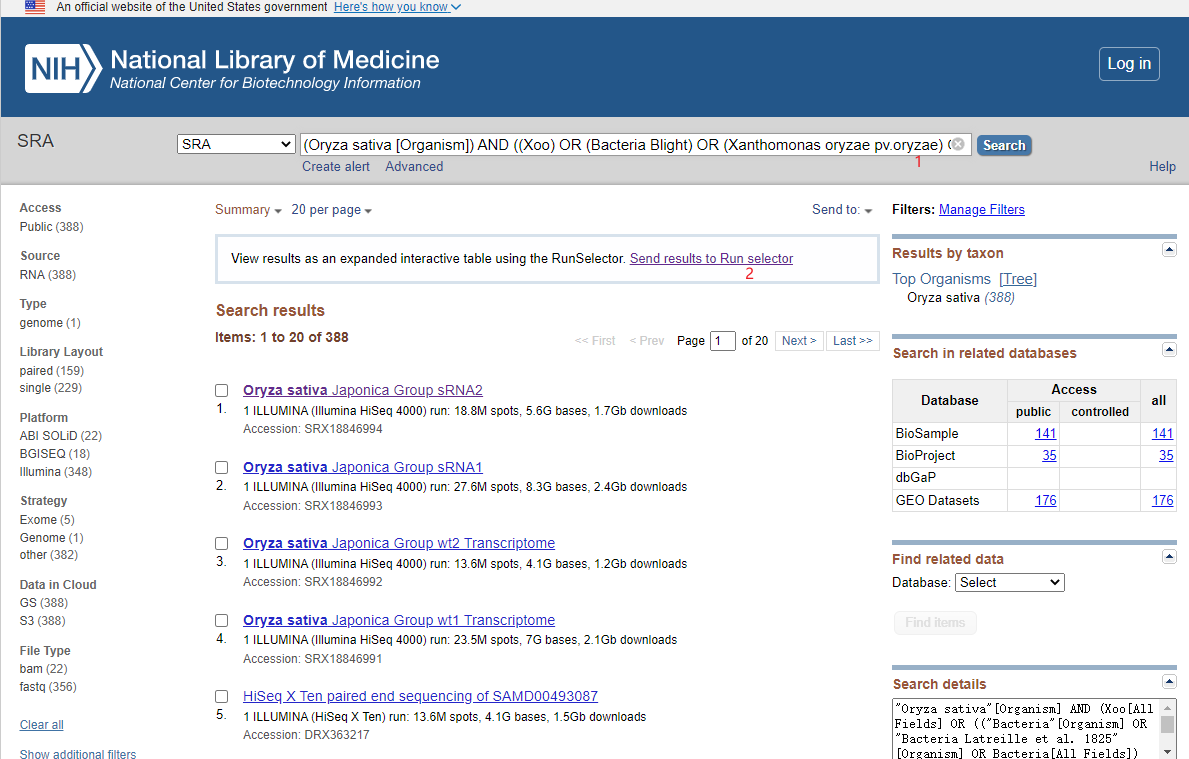 An official website of the United States government Here's how you know
NIH National Library of Medicine
National Center for Biotechnology Information
Log in
SRA
SRA
(Oryza sativa [Organism]) AND ((Xoo) OR (Bacteria Blight) OR (Xanthomonas oryzae pv.oryzae)
Search
1
Create alert Advanced
Help
Access
Public (388)
Source
RNA (388)
Type
genome (1)
Library Layout
paired (159)
single (229)
Platform
ABI SOLiD (22)
BGISEQ (18)
Illumina (348)
Strategy
Exome (5)
Genome (1)
other (382)
Data in Cloud
GS (388)
S3 (388)
File Type
bam (22)
fastq (356)
Clear all
Show additional filters
Summary 20 per page Send to:
View results as an expanded interactive table using the RunSelector. Send results to Run selector
2
Search results
Items: 1 to 20 of 388
<< First < Prev Page 1 of 20 Next > Last >>
Oryza sativa Japonica Group sRNA2
1. 1 ILLUMINA (Illumina HiSeq 4000) run: 18.8M spots, 5.6G bases, 1.7Gb downloads
Accession: SRX18846994
Oryza sativa Japonica Group sRNA1
2. 1 ILLUMINA (Illumina HiSeq 4000) run: 27.6M spots, 8.3G bases, 2.4Gb downloads
Accession: SRX18846993
Oryza sativa Japonica Group wt2 Transcriptome
3. 1 ILLUMINA (Illumina HiSeq 4000) run: 13.6M spots, 4.1G bases, 1.2Gb downloads
Accession: SRX18846992
Oryza sativa Japonica Group wt1 Transcriptome
4. 1 ILLUMINA (Illumina HiSeq 4000) run: 23.5M spots, 7G bases, 2.1Gb downloads
Accession: SRX18846991
HiSeq X Ten paired end sequencing of SAMD00493087
5. 1 ILLUMINA (HiSeq X Ten) run: 13.6M spots, 4.1G bases, 1.5Gb downloads
Accession: DRX363217
Filters: Manage Filters
Results by taxon
Top Organisms [Tree]
Oryza sativa (388)
Search in related databases
Database Access all
public controlled
BioSample 141 141
BioProject 35 35
dbGaP
GEO Datasets 176 176
Find related data
Database: Select
Find items
Search details
"Oryza sativa"[Organism] AND (Xoo[All
Fields] OR (("Bacteria"[Organism] OR
"Bacteria Latreille et al. 1825"
[Organism] OR Bacteria[All Fields])